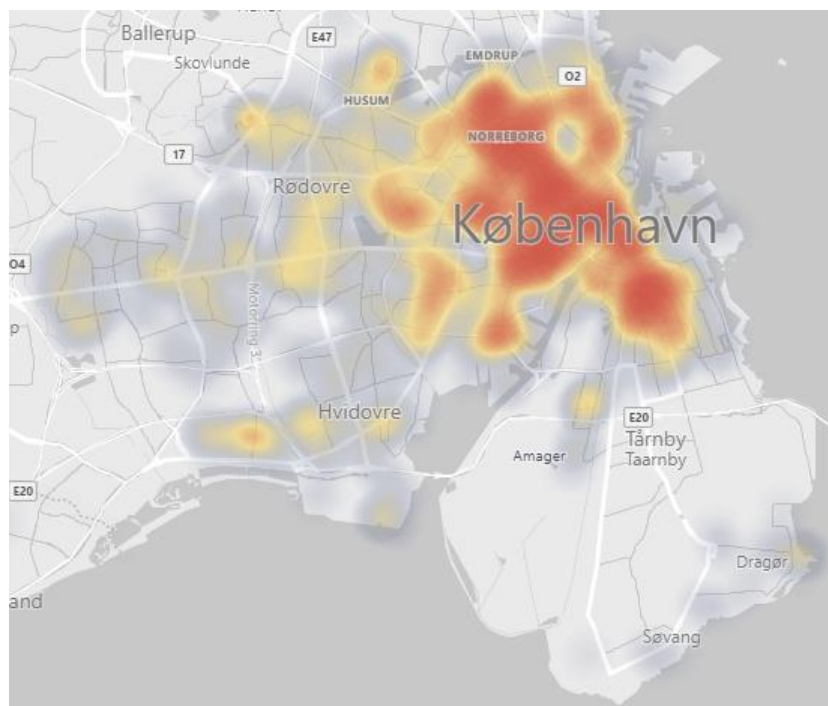 Ballerup
E47
Skovlunde
EMDRUP
O2
HUSUM
NORREBORG
17
Rødovre
København
O4
Motorring 3
p
Hvidovre
E20
Tårnby
Taarnby
Amager
E20
Dragør
and
Søvang